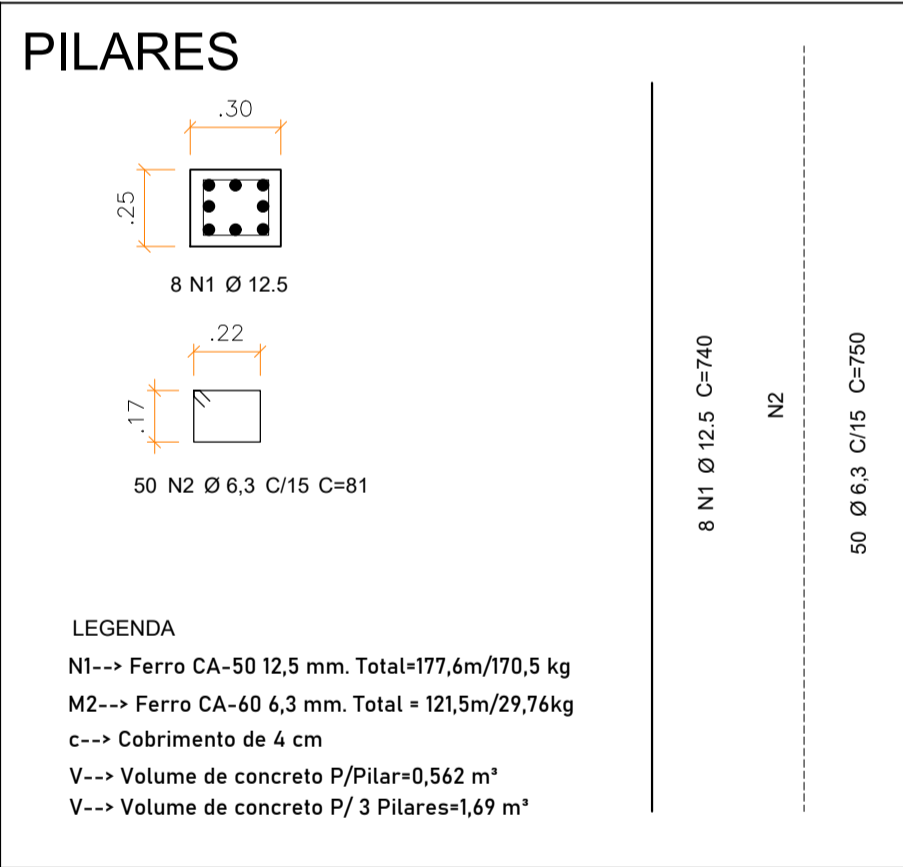 PILARES
.30
.25
8 N1 Ø 12.5
.22
.17
50 N2 Ø 6,3 C/15 C=81
8 N1 Ø 12.5 C=740
N2
50 Ø 6,3 C/15 C=750
LEGENDA
N1--> Ferro CA-50 12,5 mm. Total=177,6m/170,5 kg
M2--> Ferro CA-60 6,3 mm. Total = 121,5m/29,76kg
c--> Cobrimento de 4 cm
V--> Volume de concreto P/Pilar=0,562 m³
V--> Volume de concreto P/ 3 Pilares=1,69 m³